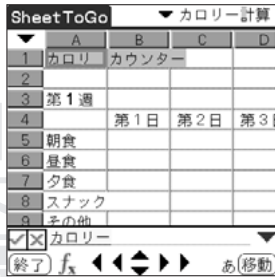 SheetToGo ▼ カロリー計算
A B C D
1 カロリ カウンター
2
3 第1週
4 第1日 第2日 第3
5 朝食
6 昼食
7 夕食
8 スナック
9 その他
カロリー
終了 fx あ 移動